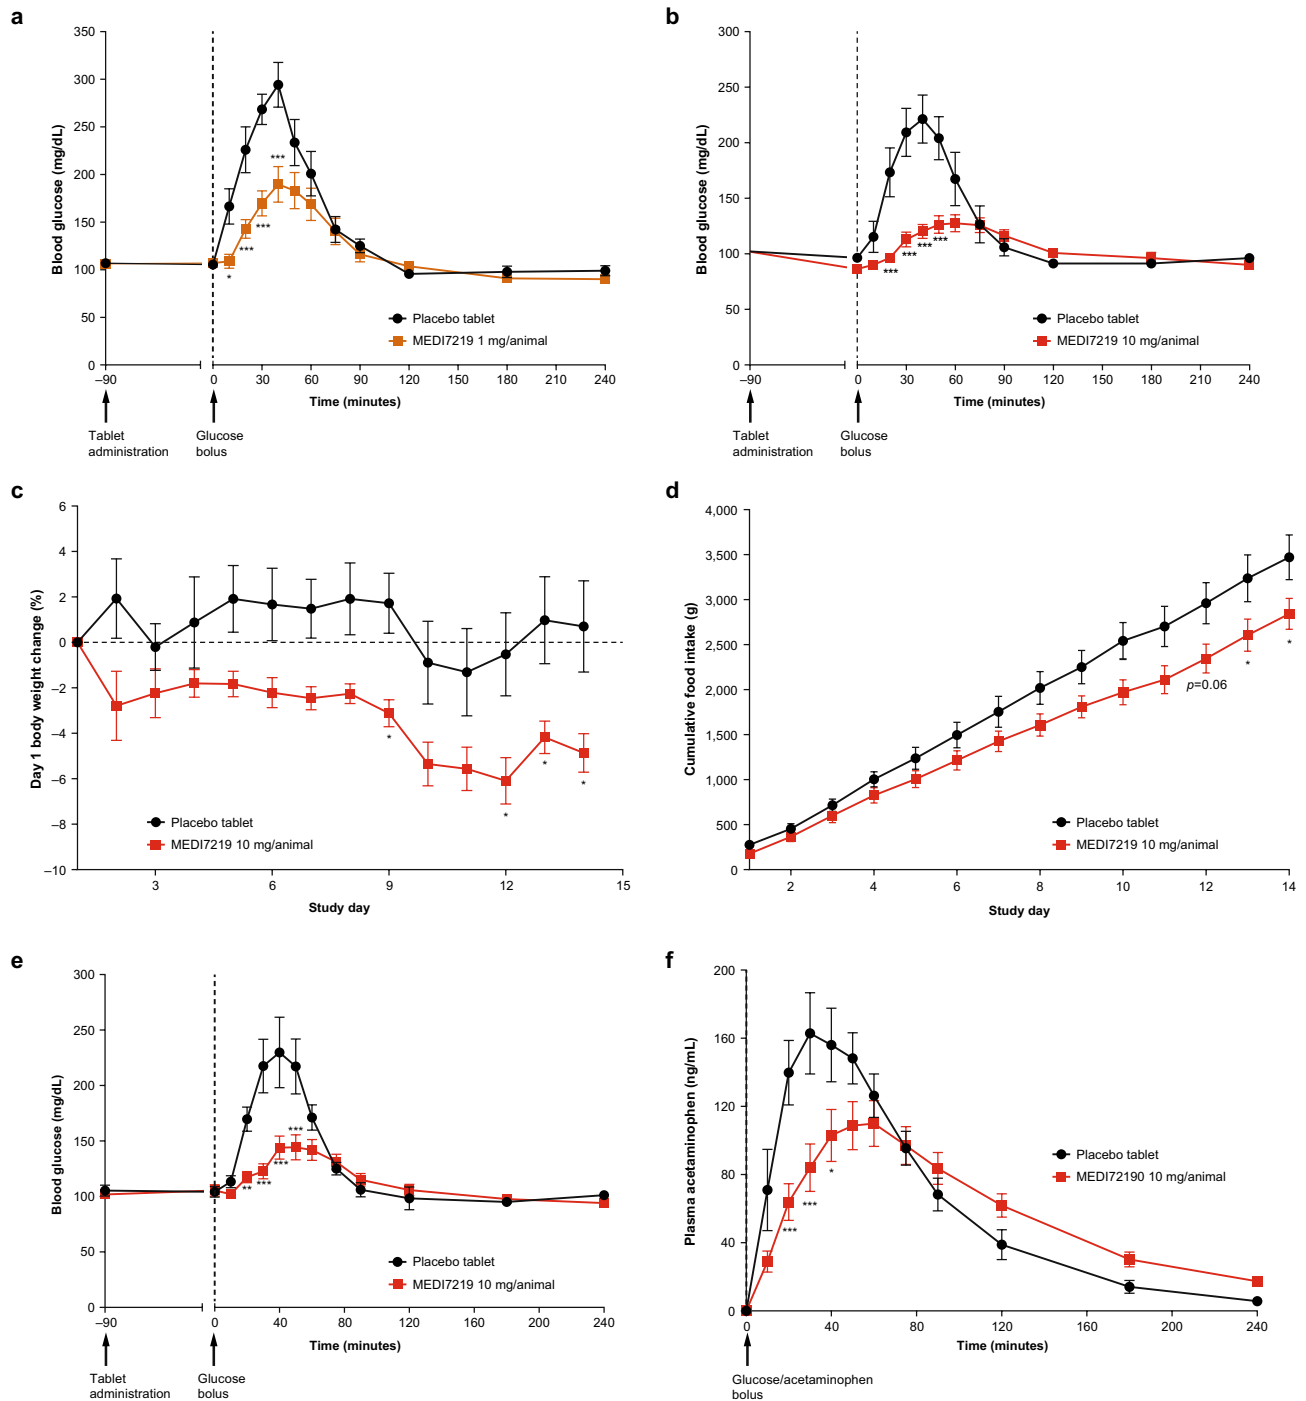 a
Blood glucose (mg/dL)
350
300
250
200
150
100
50
0
***
***
***
*
Placebo tablet
MEDI7219 1 mg/animal
–90 0 30 60 90 120 150 180 210 240
Time (minutes)
Tablet
administration
Glucose
bolus
b
Blood glucose (mg/dL)
300
250
200
150
100
50
0
***
***
***
***
Placebo tablet
MEDI7219 10 mg/animal
–90 0 30 60 90 120 150 180 210 240
Time (minutes)
Tablet
administration
Glucose
bolus
c
Day 1 body weight change (%)
6
4
2
0
–2
–4
–6
–8
–10
*
*
*
*
Placebo tablet
MEDI7219 10 mg/animal
3 6 9 12 15
Study day
d
Cumulative food intake (g)
4,000
3,500
3,000
2,500
2,000
1,500
1,000
500
0
p=0.06
*
*
Placebo tablet
MEDI7219 10 mg/animal
2 4 6 8 10 12 14
Study day
e
Blood glucose (mg/dL)
300
250
200
150
100
50
0
**
***
***
***
Placebo tablet
MEDI7219 10 mg/animal
–90 0 40 80 120 160 200 240
Time (minutes)
Tablet
administration
Glucose
bolus
f
Plasma acetaminophen (ng/mL)
200
160
120
80
40
0
***
***
*
Placebo tablet
MEDI72190 10 mg/animal
0 40 80 120 160 200 240
Time (minutes)
Glucose/acetaminophen
bolus